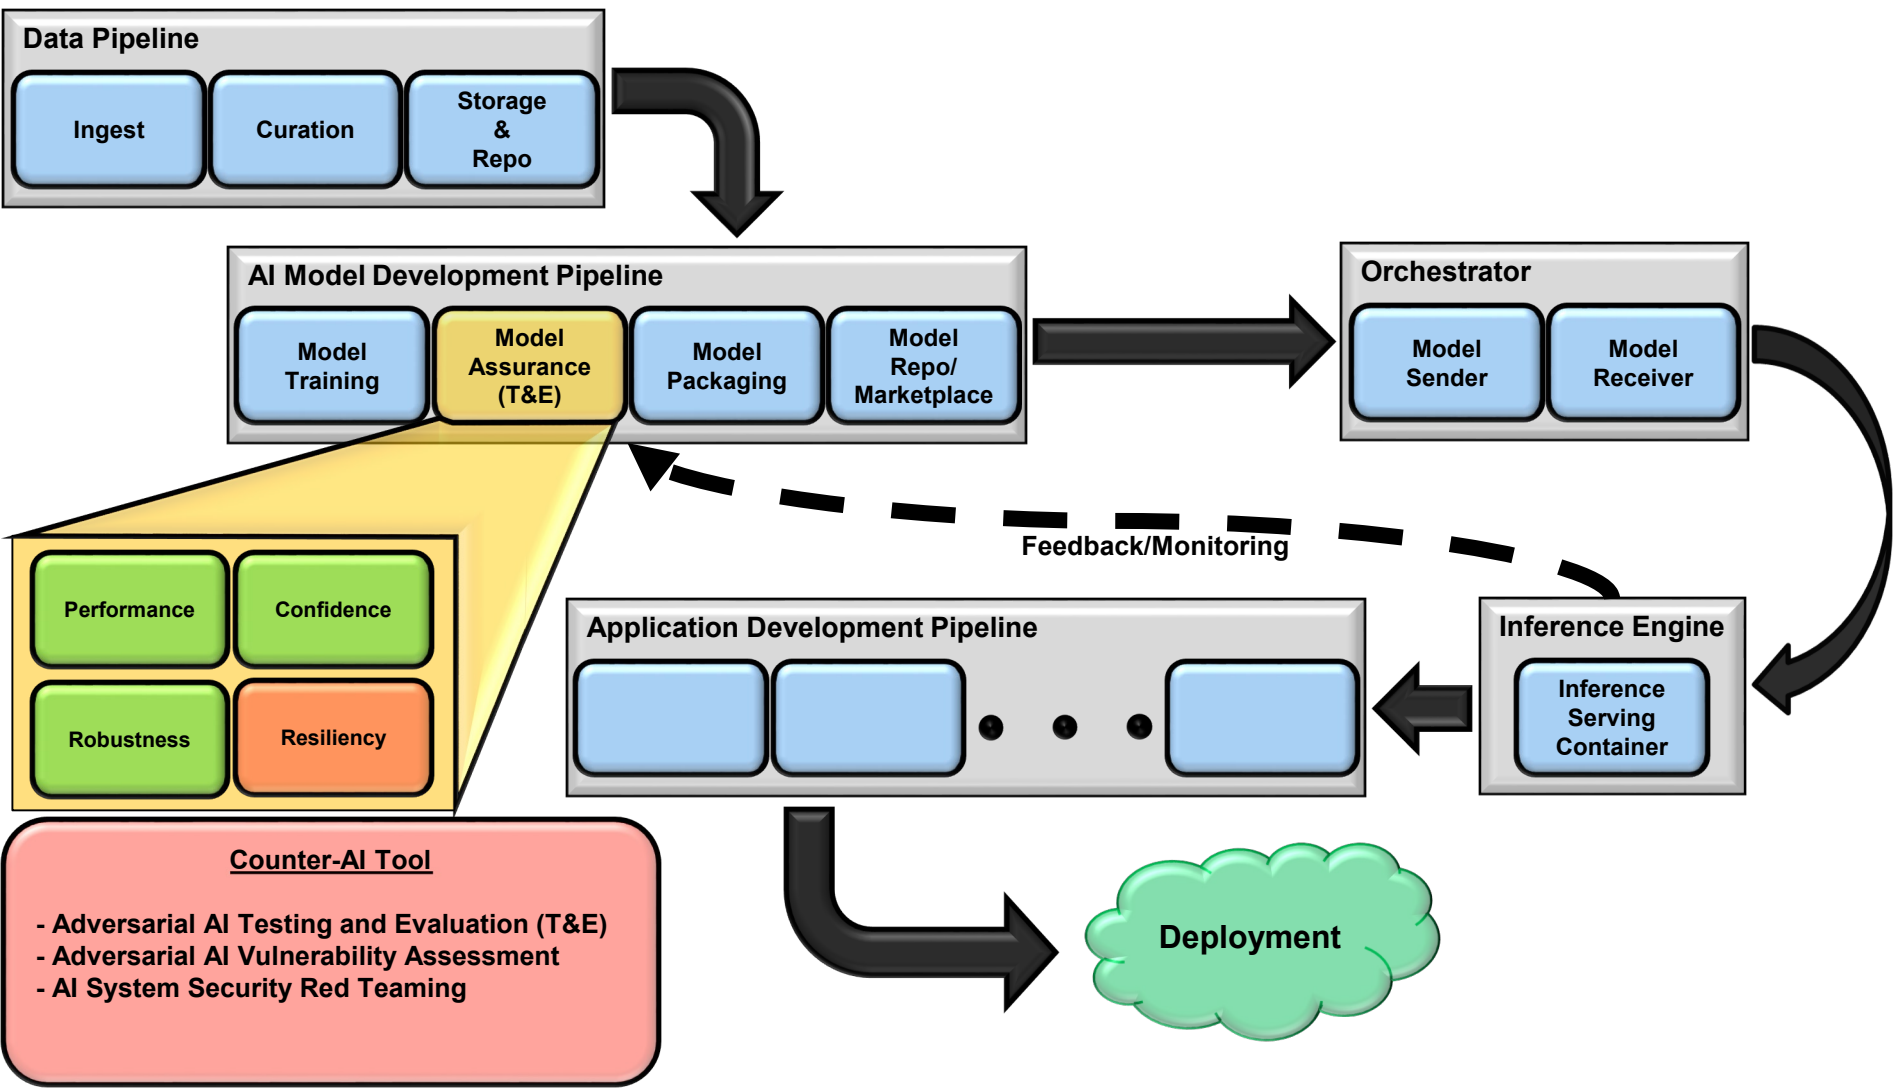 Data Pipeline
Ingest
Curation
Storage
&
Repo
AI Model Development Pipeline
Model
Training
Model
Assurance
(T&E)
Model
Packaging
Model
Repo/
Marketplace
Orchestrator
Model
Sender
Model
Receiver
Feedback/Monitoring
Performance
Confidence
Robustness
Resiliency
Application Development Pipeline
Inference Engine
Inference
Serving
Container
Counter-AI Tool
- Adversarial AI Testing and Evaluation (T&E)
- Adversarial AI Vulnerability Assessment
- AI System Security Red Teaming
Deployment